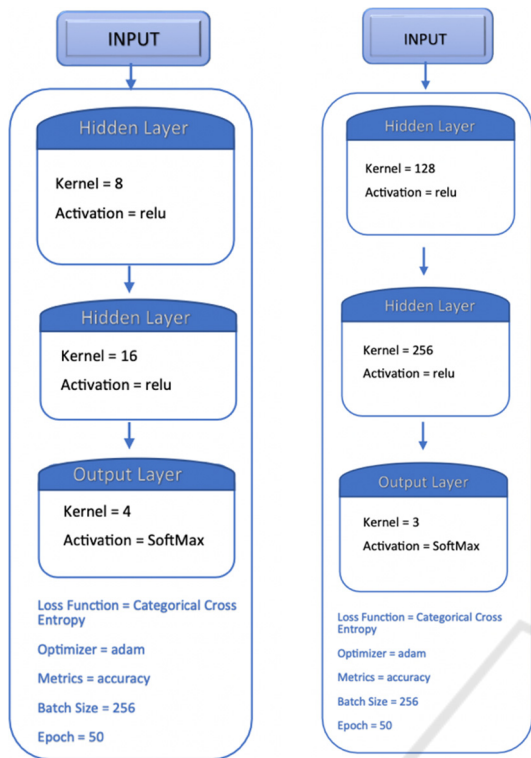 INPUT
Hidden Layer
Kernel = 8
Activation = relu
Hidden Layer
Kernel = 16
Activation = relu
Output Layer
Kernel = 4
Activation = SoftMax
Loss Function = Categorical Cross
Entropy
Optimizer = adam
Metrics = accuracy
Batch Size = 256
Epoch = 50
INPUT
Hidden Layer
Kernel = 128
Activation = relu
Hidden Layer
Kernel = 256
Activation = relu
Output Layer
Kernel = 3
Activation = SoftMax
Loss Function = Categorical Cross
Entropy
Optimizer = adam
Metrics = accuracy
Batch Size = 256
Epoch = 50